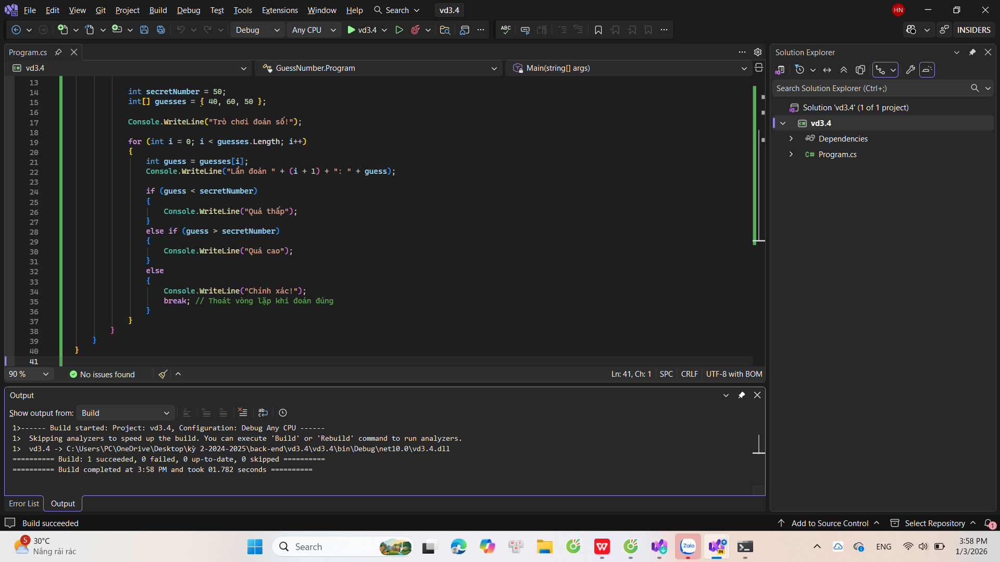 File Edit View Git Project Build Debug Test Tools Extensions Window Help Search vd3.4 HN
Debug Any CPU vd3.4 INSIDERS
Program.cs
vd3.4 GuessNumber.Program Main(string[] args)
13
14 int secretNumber = 50;
15 int[] guesses = { 40, 60, 50 };
16
17 Console.WriteLine("Trò chơi đoán số!");
18
19 for (int i = 0; i < guesses.Length; i++)
20 {
21 int guess = guesses[i];
22 Console.WriteLine("Lần đoán " + (i + 1) + ": " + guess);
23
24 if (guess < secretNumber)
25 {
26 Console.WriteLine("Quá thấp");
27 }
28 else if (guess > secretNumber)
29 {
30 Console.WriteLine("Quá cao");
31 }
32 else
33 {
34 Console.WriteLine("Chính xác!");
35 break; // Thoát vòng lặp khi đoán đúng
36 }
37 }
38 }
39 }
40 }
41
90 % No issues found Ln: 41, Ch: 1 SPC CRLF UTF-8 with BOM
Output
Show output from: Build
1>------ Build started: Project: vd3.4, Configuration: Debug Any CPU ------
1> Skipping analyzers to speed up the build. You can execute 'Build' or 'Rebuild' command to run analyzers.
1> vd3.4 -> C:\Users\PC\OneDrive\Desktop\kỳ 2-2024-2025\back-end\vd3.4\vd3.4\bin\Debug\net10.0\vd3.4.dll
========== Build: 1 succeeded, 0 failed, 0 up-to-date, 0 skipped ==========
========== Build completed at 3:58 PM and took 01.782 seconds ==========
Error List Output
Solution Explorer
Search Solution Explorer (Ctrl+;)
Solution 'vd3.4' (1 of 1 project)
vd3.4
Dependencies
C# Program.cs
Build succeeded Add to Source Control Select Repository 1
5 30°C
Nắng rải rác
Search
Zalo
ENG
3:58 PM
1/3/2026